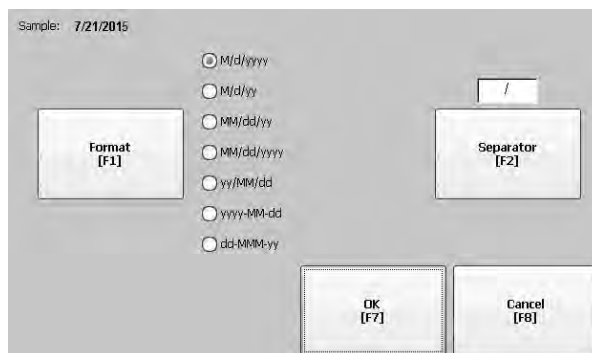 Sample: 7/21/2015
M/d/yyyy
M/d/yy
MM/dd/yy
MM/dd/yyyy
yy/MM/dd
yyyy-MM-dd
dd-MMM-yy
Format
[F1]
/
Separator
[F2]
OK
[F7]
Cancel
[F8]